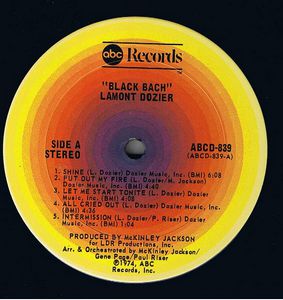 abc Records
"BLACK BACH"
LAMONT DOZIER
SIDE A
STEREO
ABCD-839
(ABCD-839-A)
1. SHINE (L. Dozier) Dozier Music, Inc. (BMI) 6:08
2. PUT OUT MY FIRE (L. Dozier/M. Jackson)
Dozier Music, Inc. (BMI) 4:40
3. LET ME START TONITE (L. Dozier) Dozier
Music, Inc. (BMI) 5:08
4. ALL CRIED OUT (L. Dozier) Dozier Music, Inc.
(BMI) 4:36
5. INTERMISSION (L. Dozier/P. Riser) Dozier
Music, Inc. (BMI) 1:04
PRODUCED BY McKINLEY JACKSON
for LDR Productions, Inc.
Arr. & Orchestrated by McKinley Jackson/
Gene Page/Paul Riser
©1974, ABC
Records, Inc.